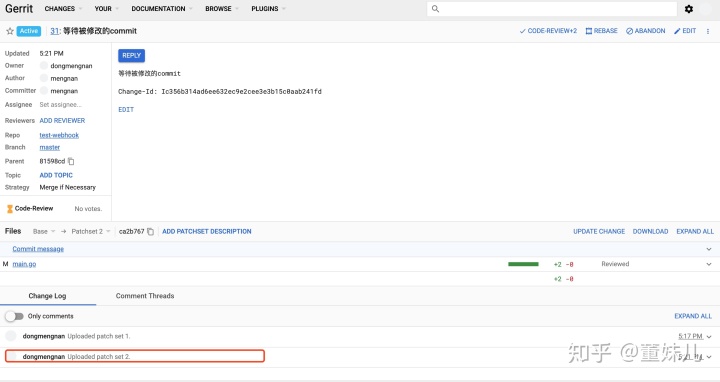 Gerrit CHANGES YOUR DOCUMENTATION BROWSE PLUGINS
Active 31: 等待被修改的commit CODE-REVIEW+2 REBASE ABANDON EDIT
Updated 5:21 PM
Owner dongmengnan
Author mengnan
Committer mengnan
Assignee Set assignee...
Reviewers ADD REVIEWER
Repo test-webhook
Branch master
Parent 81598cd
Topic ADD TOPIC
Strategy Merge if Necessary
Code-Review No votes.
REPLY
等待被修改的commit
Change-Id: Ic356b314ad6ee632ec9e2cee3e3b15c0aab241fd
EDIT
Files Base → Patchset 2 ca2b767 ADD PATCHSET DESCRIPTION UPDATE CHANGE DOWNLOAD EXPAND ALL
Commit message
M main.go +2 -0 Reviewed
+2 -0
Change Log Comment Threads
Only comments EXPAND ALL
dongmengnan Uploaded patch set 1. 5:17 PM
dongmengnan Uploaded patch set 2. 5:21 PM
知乎 @董妹儿